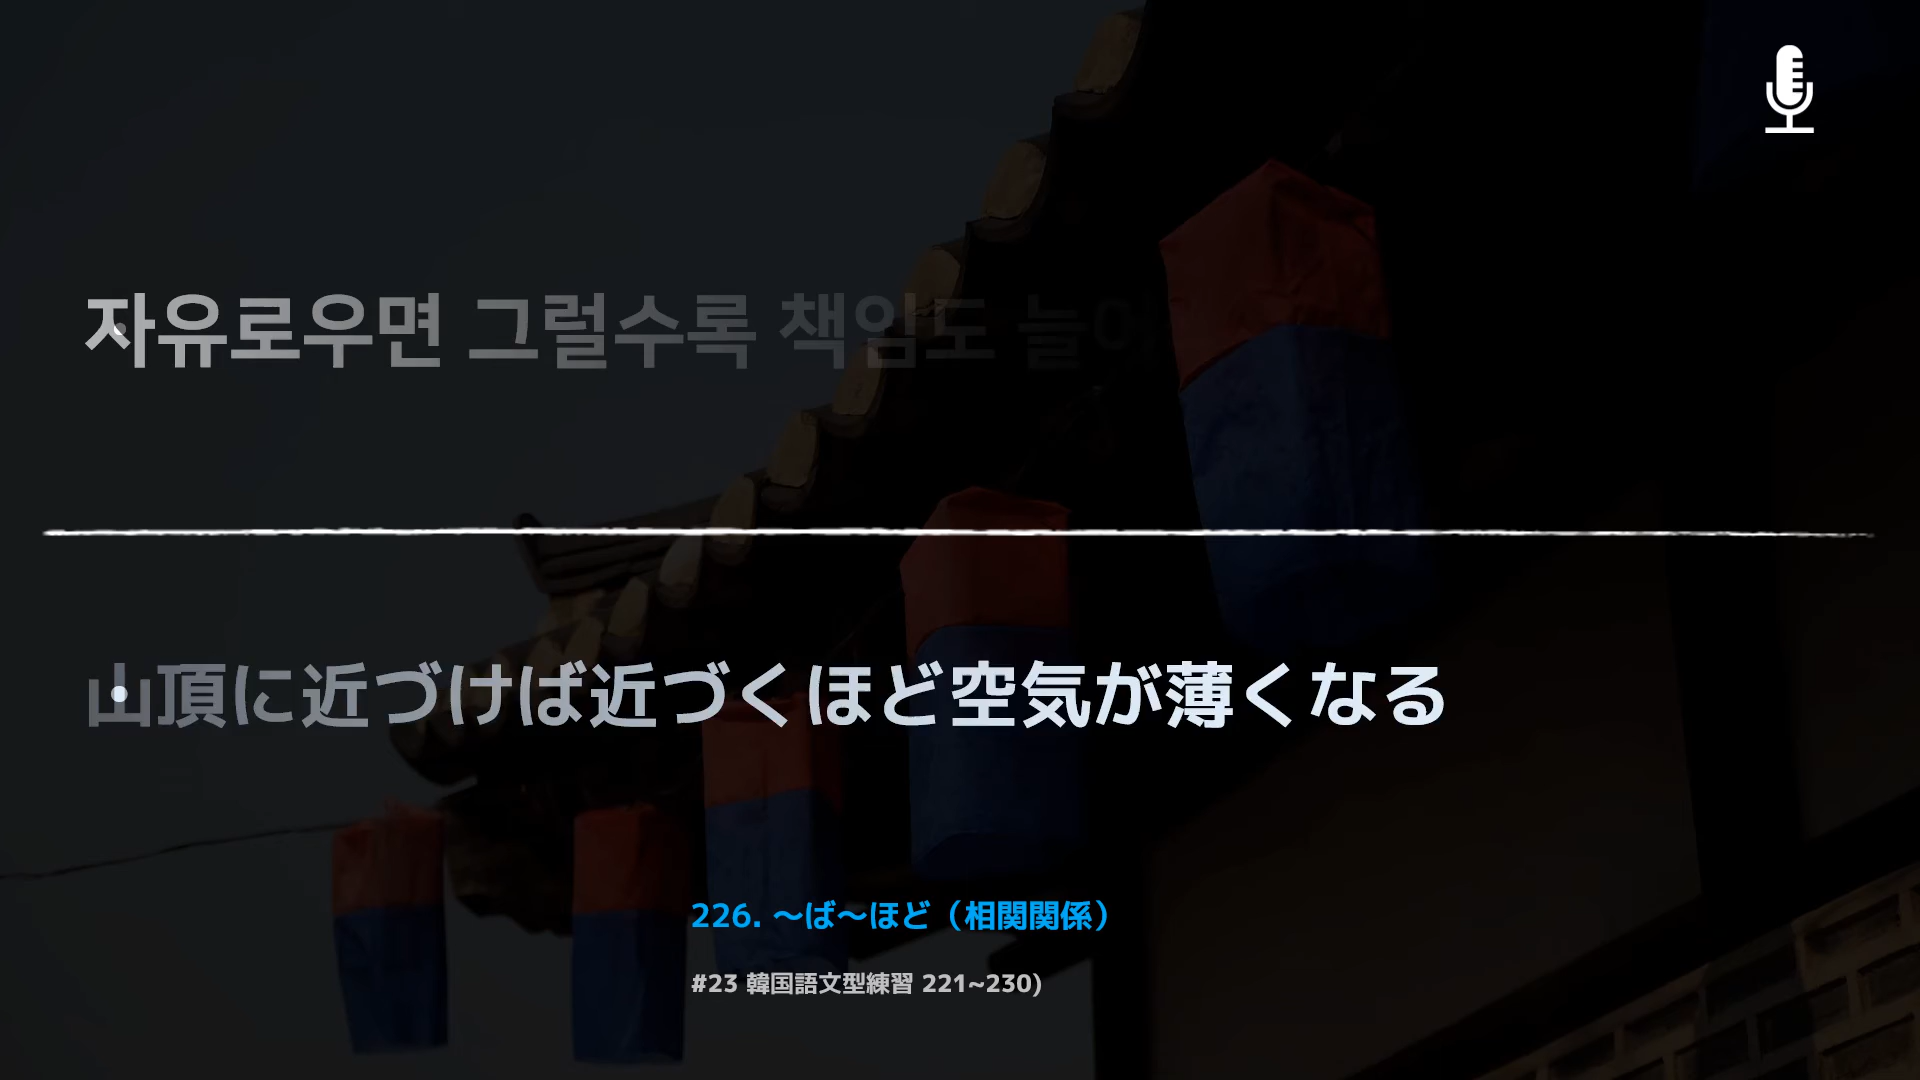 자유로우면 그럴수록 책임도 늘어
山頂に近づけば近づくほど空気が薄くなる
226. 〜ば〜ほど（相関関係）
#23 韓国語文型練習 221~230)